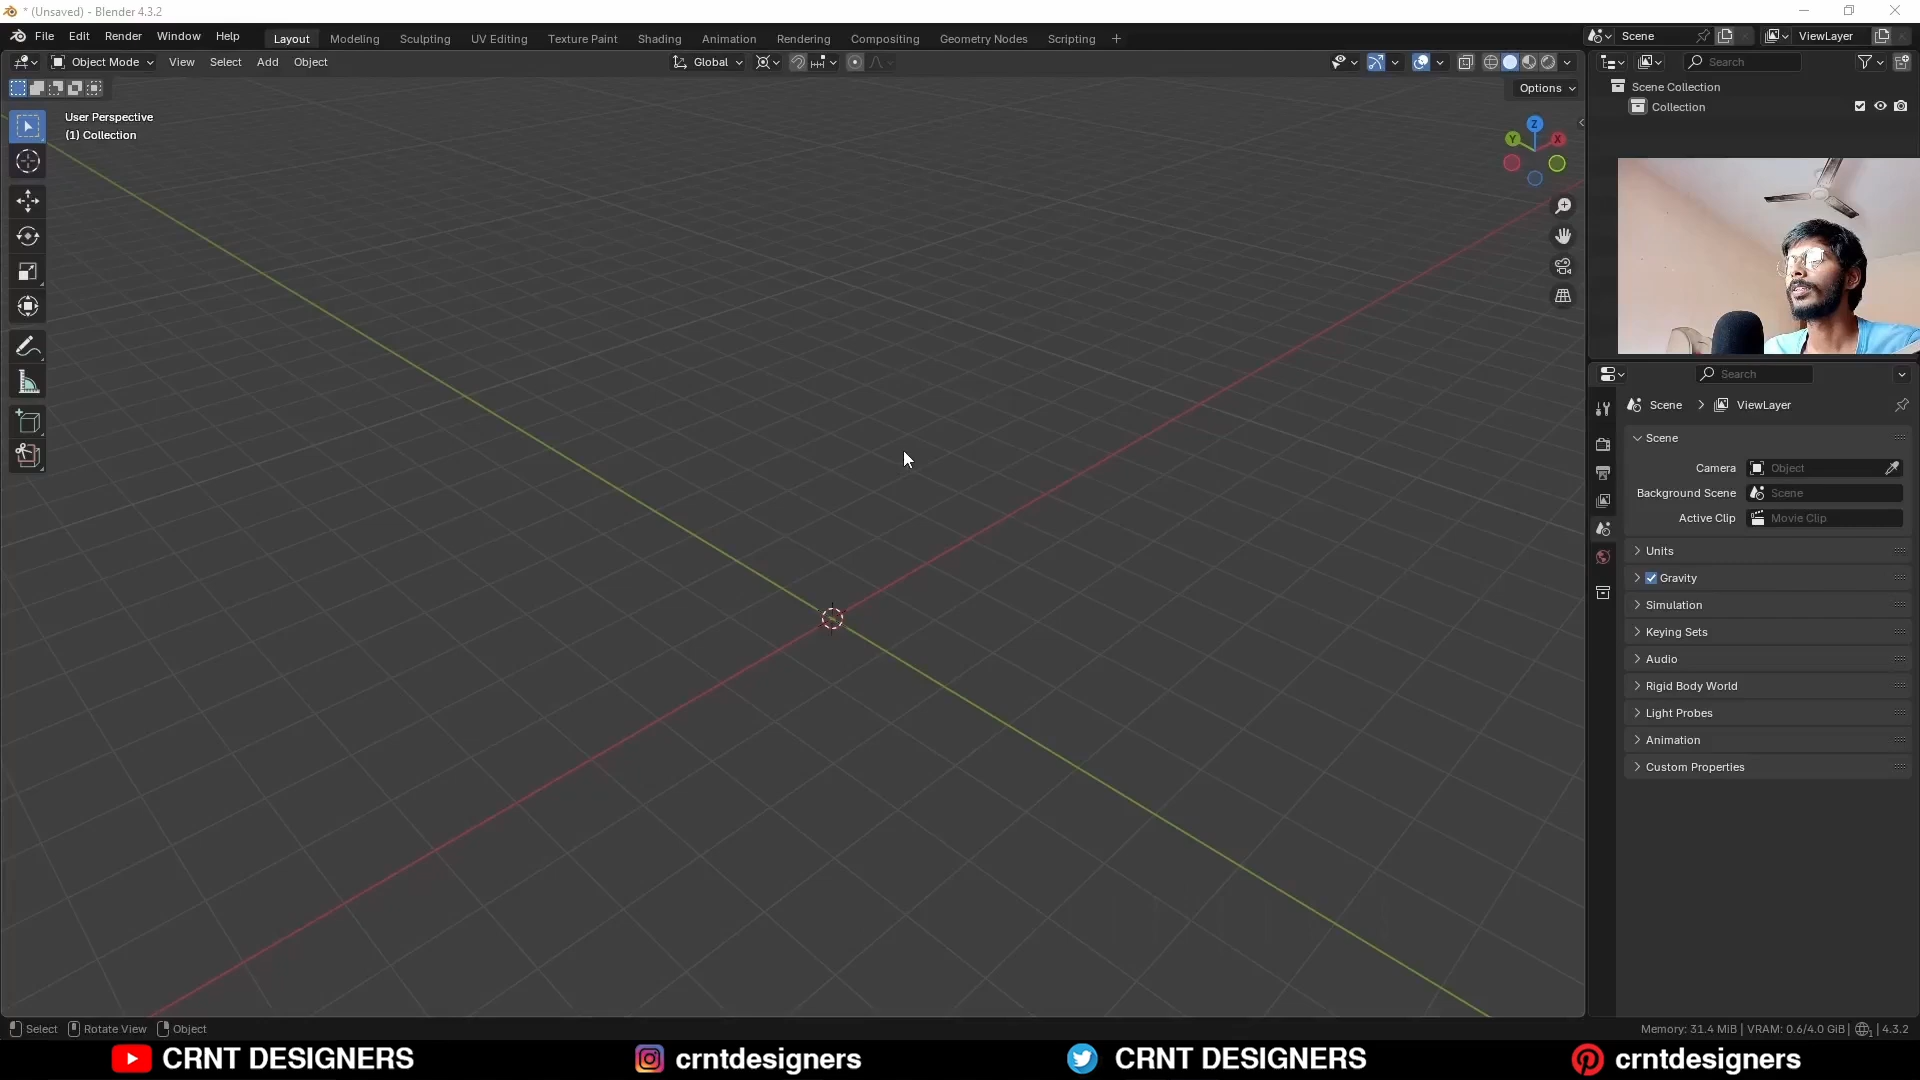 * (Unsaved) - Blender 4.3.2
File Edit Render Window Help Layout Modeling Sculpting UV Editing Texture Paint Shading Animation Rendering Compositing Geometry Nodes Scripting + Scene ViewLayer
Object Mode View Select Add Object Global Search
Options
Scene Collection
Collection
User Perspective
(1) Collection
Z
Y X
Search
Scene > ViewLayer
Scene
Camera Object
Background Scene Scene
Active Clip Movie Clip
Units
Gravity
Simulation
Keying Sets
Audio
Rigid Body World
Light Probes
Animation
Custom Properties
Select Rotate View Object Memory: 31.4 MiB | VRAM: 0.6/4.0 GiB | 4.3.2
CRNT DESIGNERS crntdesigners CRNT DESIGNERS crntdesigners